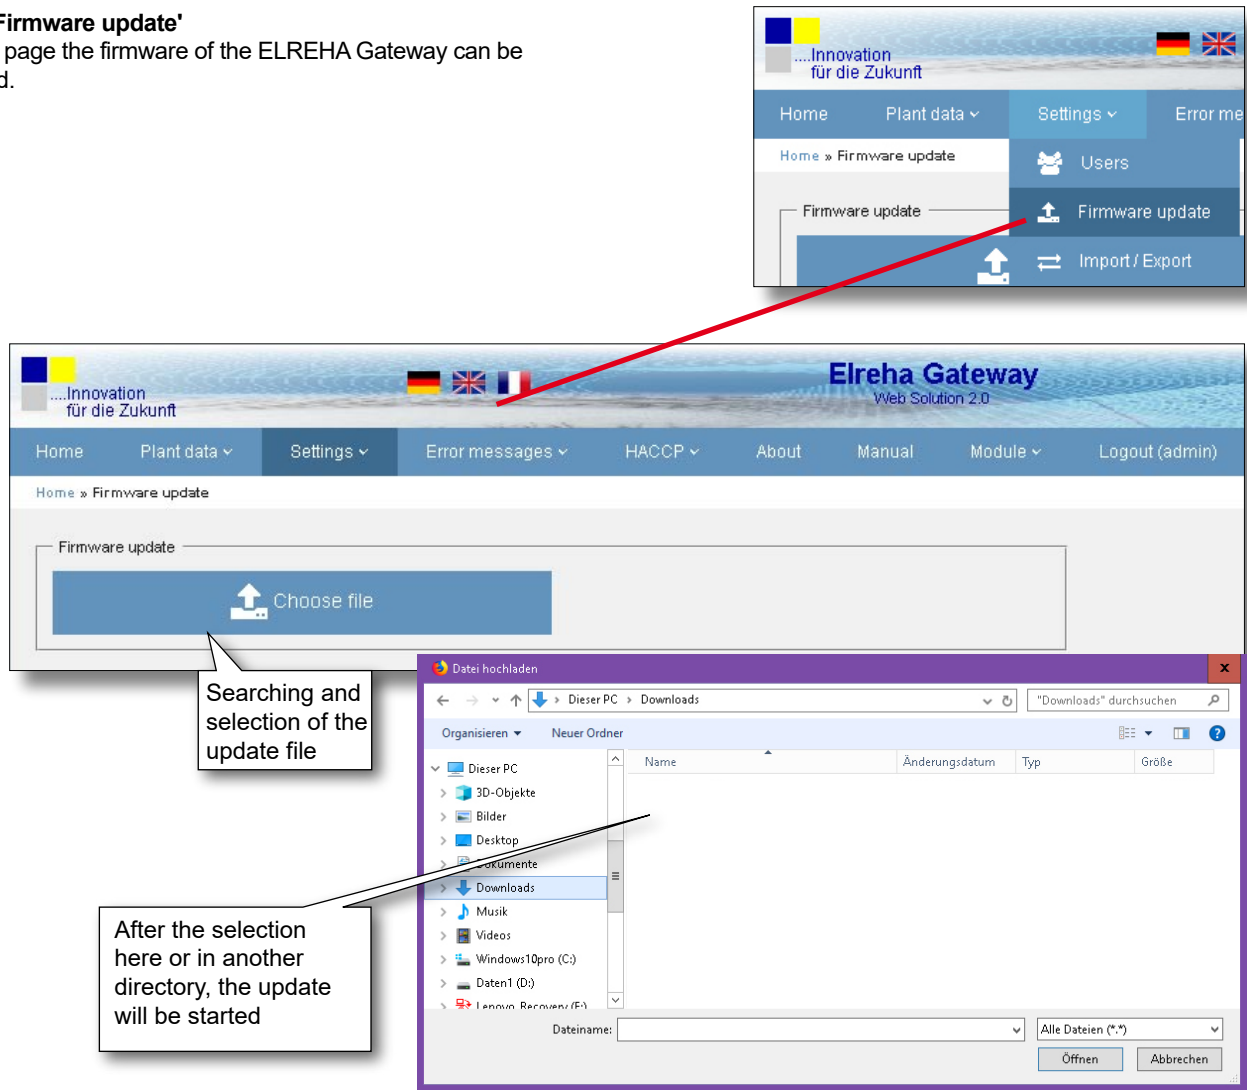 Firmware update'
page the firmware of the ELREHA Gateway can be
d.
....Innovation
für die Zukunft
Home Plant data Settings Error me
Home » Firmware update
Users
Firmware update
Firmware update
Import / Export
....Innovation
für die Zukunft
Elreha Gateway
Web Solution 2.0
Home Plant data Settings Error messages HACCP About Manual Module Logout (admin)
Home » Firmware update
Firmware update
Choose file
Searching and
selection of the
update file
Datei hochladen
Dieser PC > Downloads
"Downloads" durchsuchen
Organisieren Neuer Ordner
Name Änderungsdatum Typ Größe
Dieser PC
3D-Objekte
Bilder
Desktop
Dokumente
Downloads
Musik
Videos
Windows10pro (C:)
Daten1 (D:)
Lenovo_Recovery (E:)
After the selection
here or in another
directory, the update
will be started
Dateiname:
Alle Dateien (*.*)
Öffnen Abbrechen